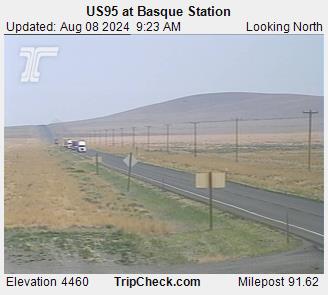 US95 at Basque Station
Updated: Aug 08 2024 9:23 AM Looking North
Elevation 4460 TripCheck.com Milepost 91.62